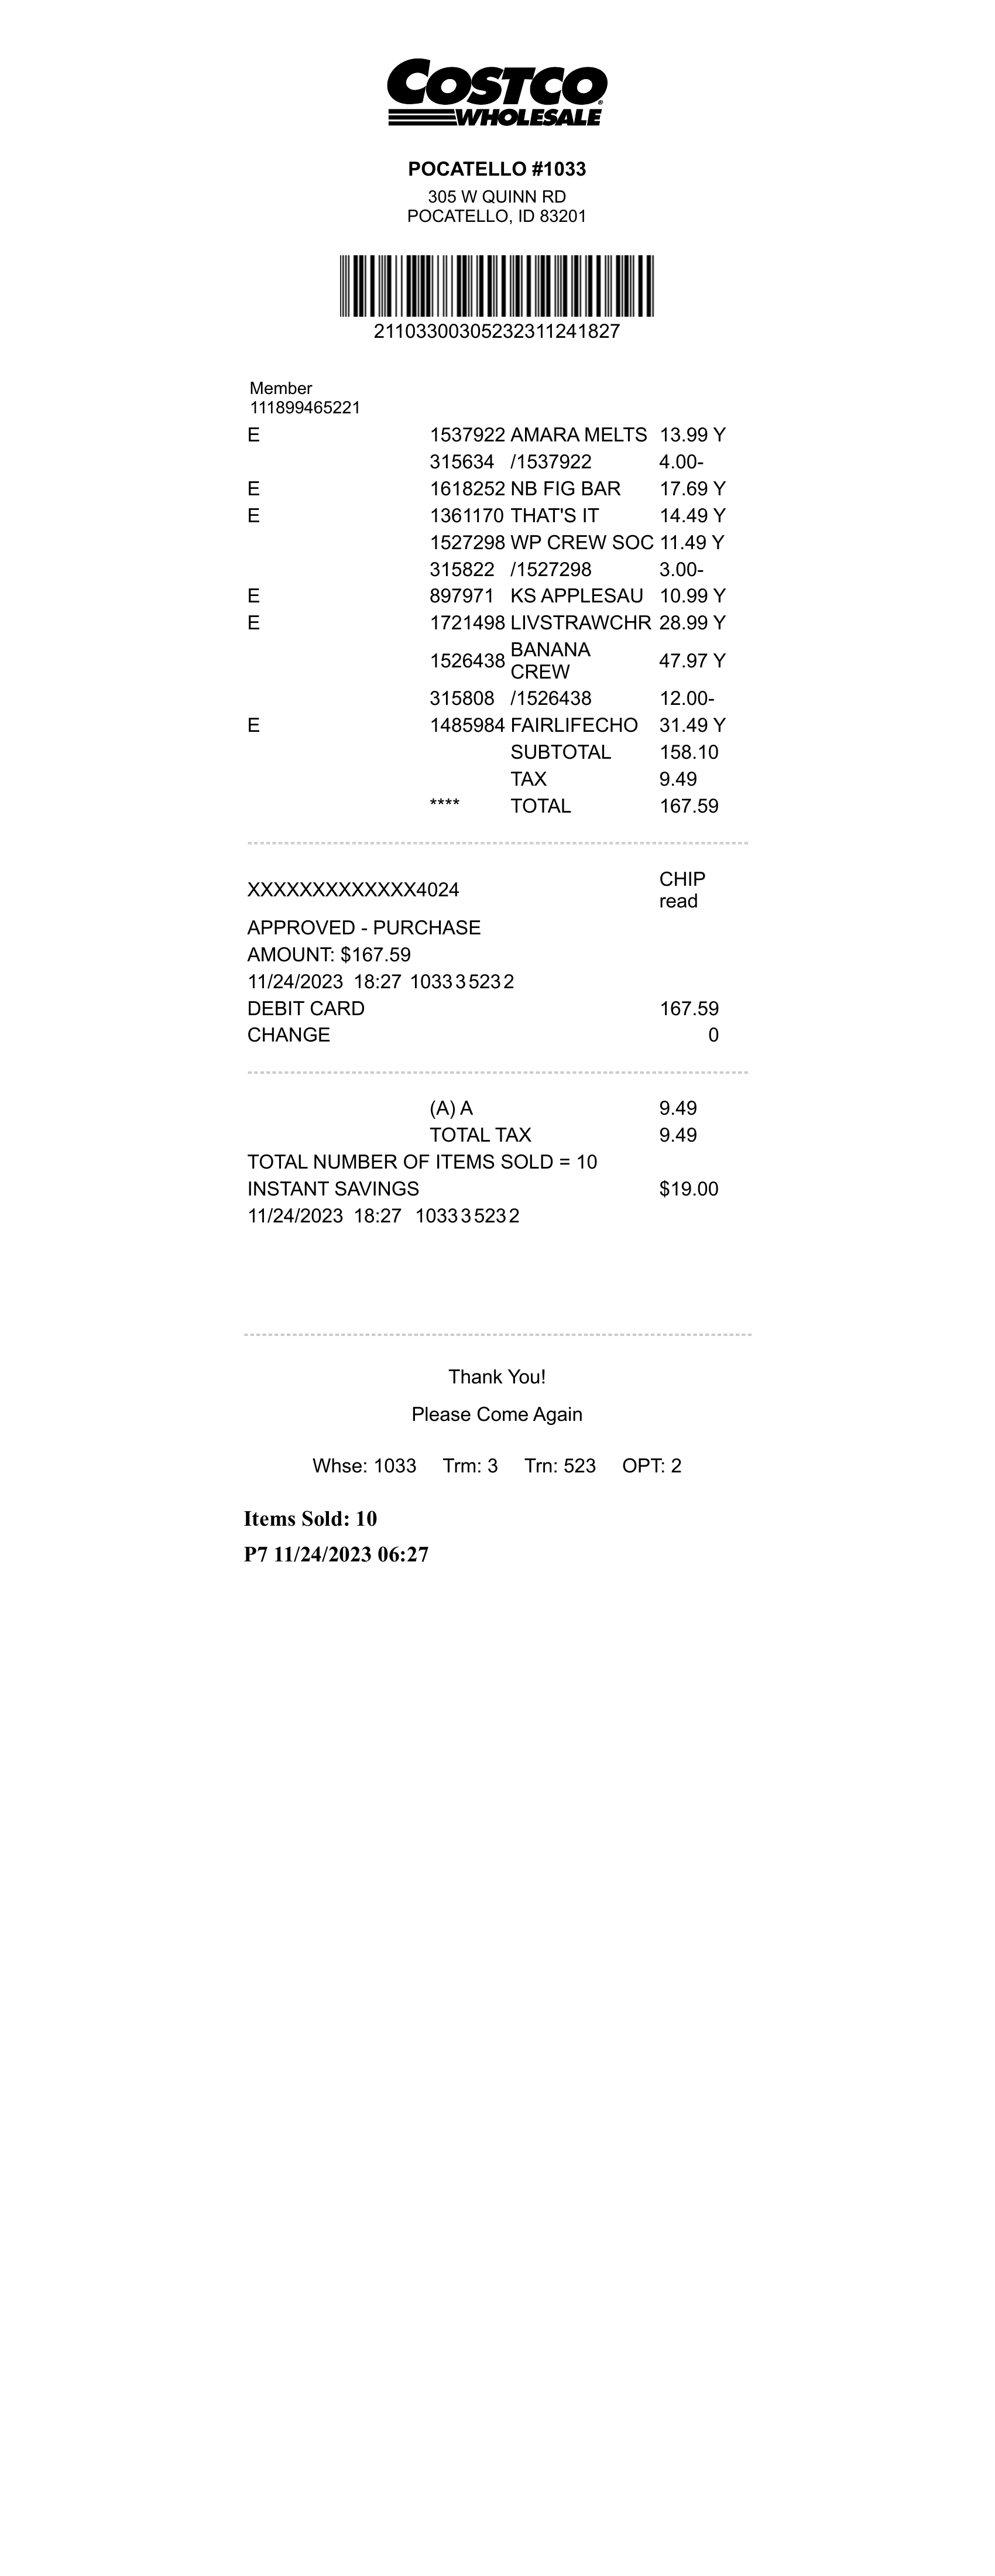 COSTCO
WHOLESALE
POCATELLO #1033
305 W QUINN RD
POCATELLO, ID 83201
21103300305232311241827
Member
111899465221
E 1537922 AMARA MELTS 13.99 Y
315634 /1537922 4.00-
E 1618252 NB FIG BAR 17.69 Y
E 1361170 THAT'S IT 14.49 Y
1527298 WP CREW SOC 11.49 Y
315822 /1527298 3.00-
E 897971 KS APPLESAU 10.99 Y
E 1721498 LIVSTRAWCHR 28.99 Y
1526438 BANANA CREW 47.97 Y
315808 /1526438 12.00-
E 1485984 FAIRLIFECHO 31.49 Y
SUBTOTAL 158.10
TAX 9.49
**** TOTAL 167.59
XXXXXXXXXXXXX4024 CHIP read
APPROVED - PURCHASE
AMOUNT: $167.59
11/24/2023 18:27 1033 3 523 2
DEBIT CARD 167.59
CHANGE 0
(A) A 9.49
TOTAL TAX 9.49
TOTAL NUMBER OF ITEMS SOLD = 10
INSTANT SAVINGS $19.00
11/24/2023 18:27 1033 3 523 2
Thank You!
Please Come Again
Whse: 1033 Trm: 3 Trn: 523 OPT: 2
Items Sold: 10
P7 11/24/2023 06:27